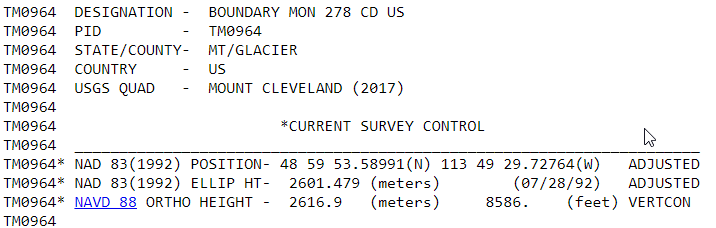 TM0964  DESIGNATION -  BOUNDARY MON 278 CD US
TM0964  PID         -  TM0964
TM0964  STATE/COUNTY-  MT/GLACIER
TM0964  COUNTRY     -  US
TM0964  USGS QUAD   -  MOUNT CLEVELAND (2017)
TM0964
TM0964                         *CURRENT SURVEY CONTROL
TM0964  ______________________________________________________________________
TM0964* NAD 83(1992) POSITION- 48 59 53.58991(N) 113 49 29.72764(W)   ADJUSTED
TM0964* NAD 83(1992) ELLIP HT-  2601.479 (meters)        (07/28/92)   ADJUSTED
TM0964* NAVD 88 ORTHO HEIGHT -  2616.9   (meters)     8586.    (feet) VERTCON
TM0964